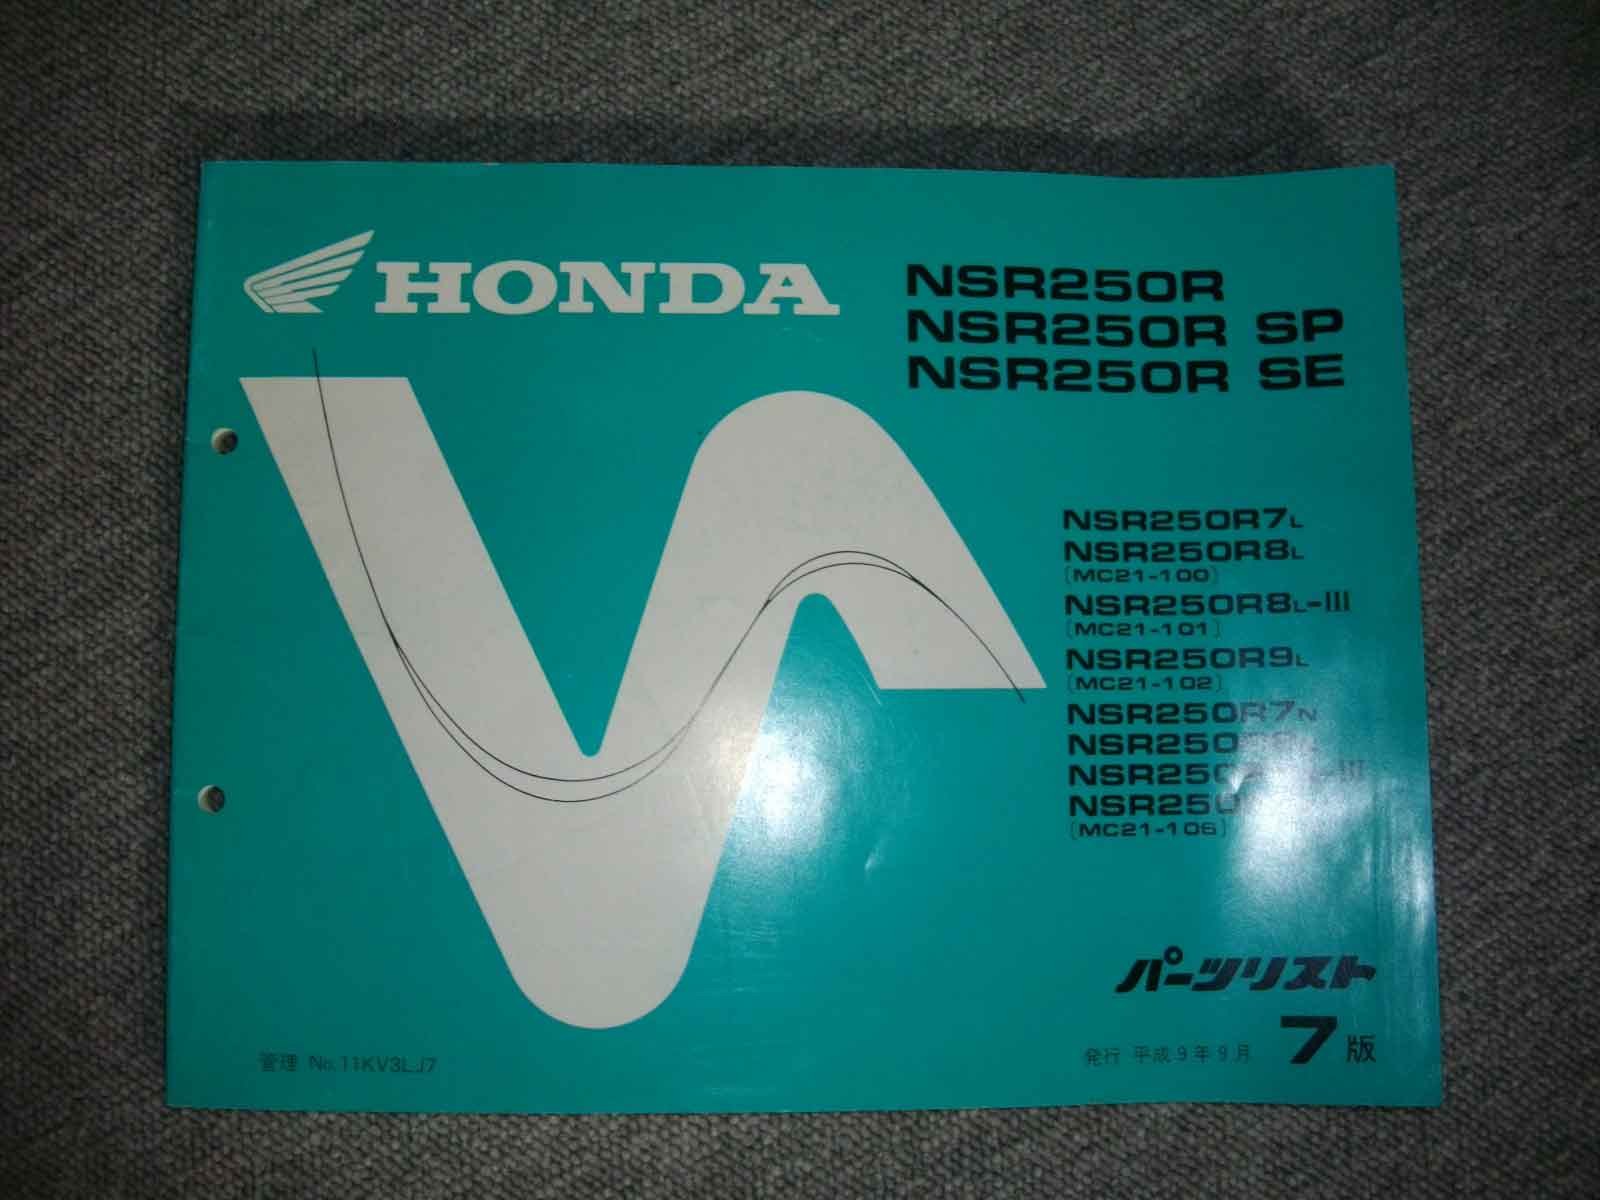 HONDA
NSR250R
NSR250R SP
NSR250R SE
NSR250R7L
NSR250R8L
(MC21-100)
NSR250R8L-III
(MC21-101)
NSR250R9L
(MC21-102)
NSR250R7N
(MC21-106)
パーツリスト
発行 平成9年9月 7版
管理 No.11KV3LJ7